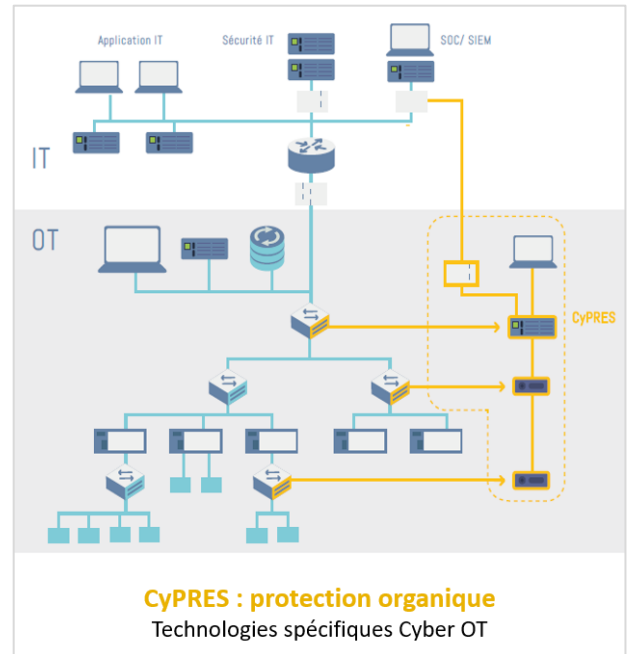 Application IT
Sécurité IT
SOC/ SIEM
IT
OT
CyPRES
CyPRES : protection organique
Technologies spécifiques Cyber OT